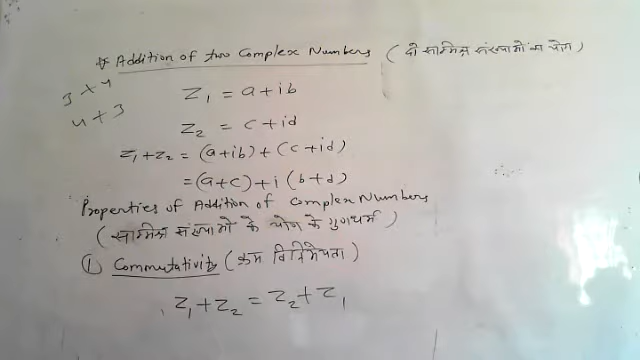 * Addition of two Complex Numbers (दो सम्मिश्र संख्याओं का योग)
3 + 4
4 + 3
Z₁ = a + ib
Z₂ = c + id
Z₁ + Z₂ = (a + ib) + (c + id)
= (a + c) + i (b + d)
Properties of Addition of Complex Numbers
(सम्मिश्र संख्याओं के योग के गुणधर्म)
① Commutativity (क्रम विनिमेयता)
Z₁ + Z₂ = Z₂ + Z₁